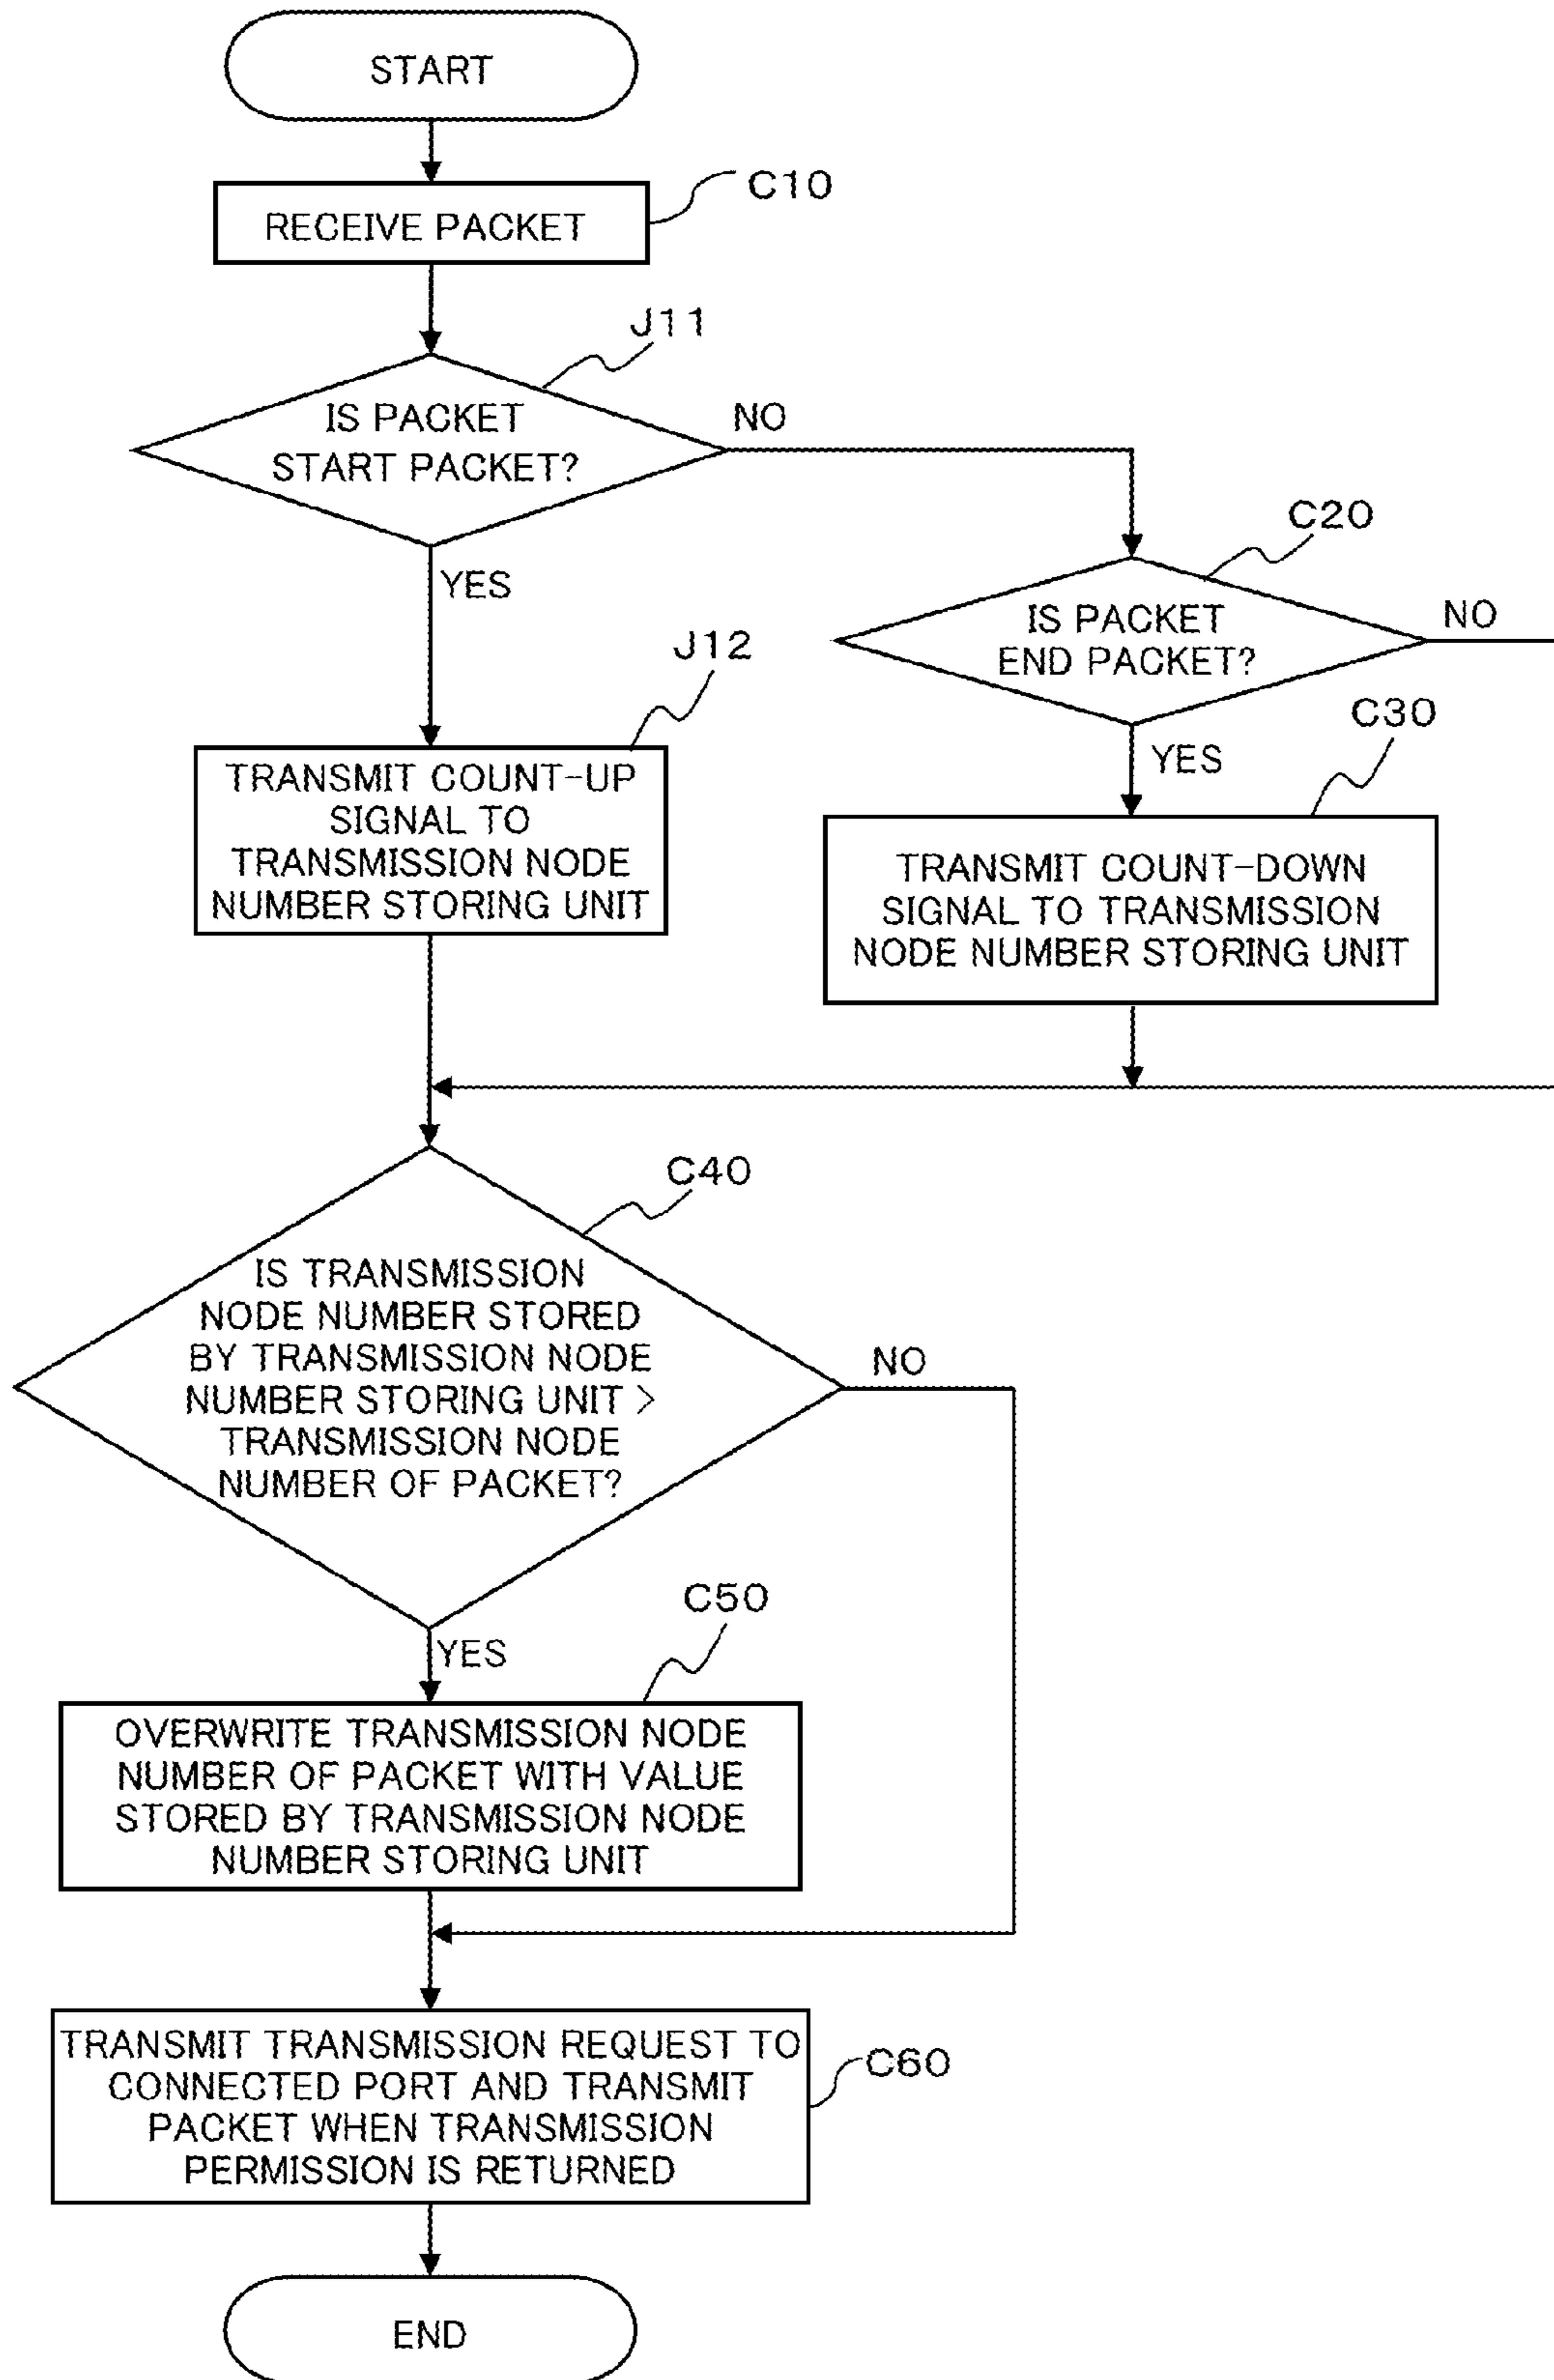 START
C10
RECEIVE PACKET
J11
IS PACKET
START PACKET?
NO
YES
C20
IS PACKET
END PACKET?
NO
YES
J12
TRANSMIT COUNT-UP
SIGNAL TO
TRANSMISSION NODE
NUMBER STORING UNIT
C30
TRANSMIT COUNT-DOWN
SIGNAL TO TRANSMISSION
NODE NUMBER STORING UNIT
C40
IS TRANSMISSION
NODE NUMBER STORED
BY TRANSMISSION NODE
NUMBER STORING UNIT >
TRANSMISSION NODE
NUMBER OF PACKET?
NO
YES
C50
OVERWRITE TRANSMISSION NODE
NUMBER OF PACKET WITH VALUE
STORED BY TRANSMISSION NODE
NUMBER STORING UNIT
TRANSMIT TRANSMISSION REQUEST TO
CONNECTED PORT AND TRANSMIT
PACKET WHEN TRANSMISSION
PERMISSION IS RETURNED
C60
END